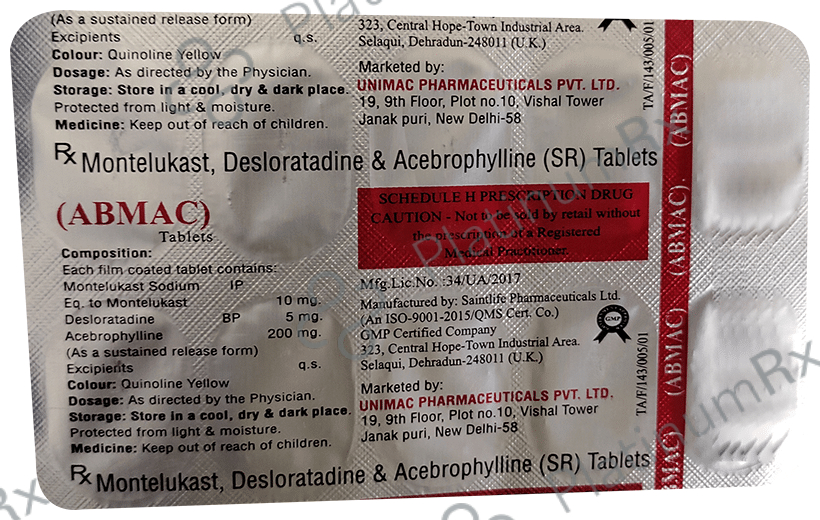 (As a sustained release form)
Excipients q.s.
Colour: Quinoline Yellow
Dosage: As directed by the Physician.
Storage: Store in a cool, dry & dark place.
Protected from light & moisture.
Medicine: Keep out of reach of children.
323, Central Hope-Town Industrial Area.
Selaqui, Dehradun-248011 (U.K.)
Marketed by:
UNIMAC PHARMACEUTICALS PVT. LTD.
19, 9th Floor, Plot no.10, Vishal Tower
Janak puri, New Delhi-58
TA/F/143/005/01
Rx Montelukast, Desloratadine & Acebrophylline (SR) Tablets
(ABMAC)
Tablets
Composition:
Each film coated tablet contains:
Montelukast Sodium IP
Eq. to Montelukast 10 mg.
Desloratadine BP 5 mg.
Acebrophylline 200 mg.
(As a sustained release form)
Excipients q.s.
Colour: Quinoline Yellow
Dosage: As directed by the Physician.
Storage: Store in a cool, dry & dark place.
Protected from light & moisture.
Medicine: Keep out of reach of children.
SCHEDULE H PRESCRIPTION DRUG
CAUTION - Not to be sold by retail without
the prescription of a Registered
Medical Practitioner
Mfg.Lic.No. :34/UA/2017
Manufactured by: Saintlife Pharmaceuticals Ltd.
(An ISO-9001-2015/QMS Cert. Co.)
GMP Certified Company
GMP
323, Central Hope-Town Industrial Area.
Selaqui, Dehradun-248011 (U.K.)
Marketed by:
UNIMAC PHARMACEUTICALS PVT. LTD.
19, 9th Floor, Plot no.10, Vishal Tower
Janak puri, New Delhi-58
TA/F/143/005/01
Rx Montelukast, Desloratadine & Acebrophylline (SR) Tablets
MAC) (ABMAC) (ABMAC). (ABMAC)
PlatinumRx
PlatinumRx
PlatinumRx